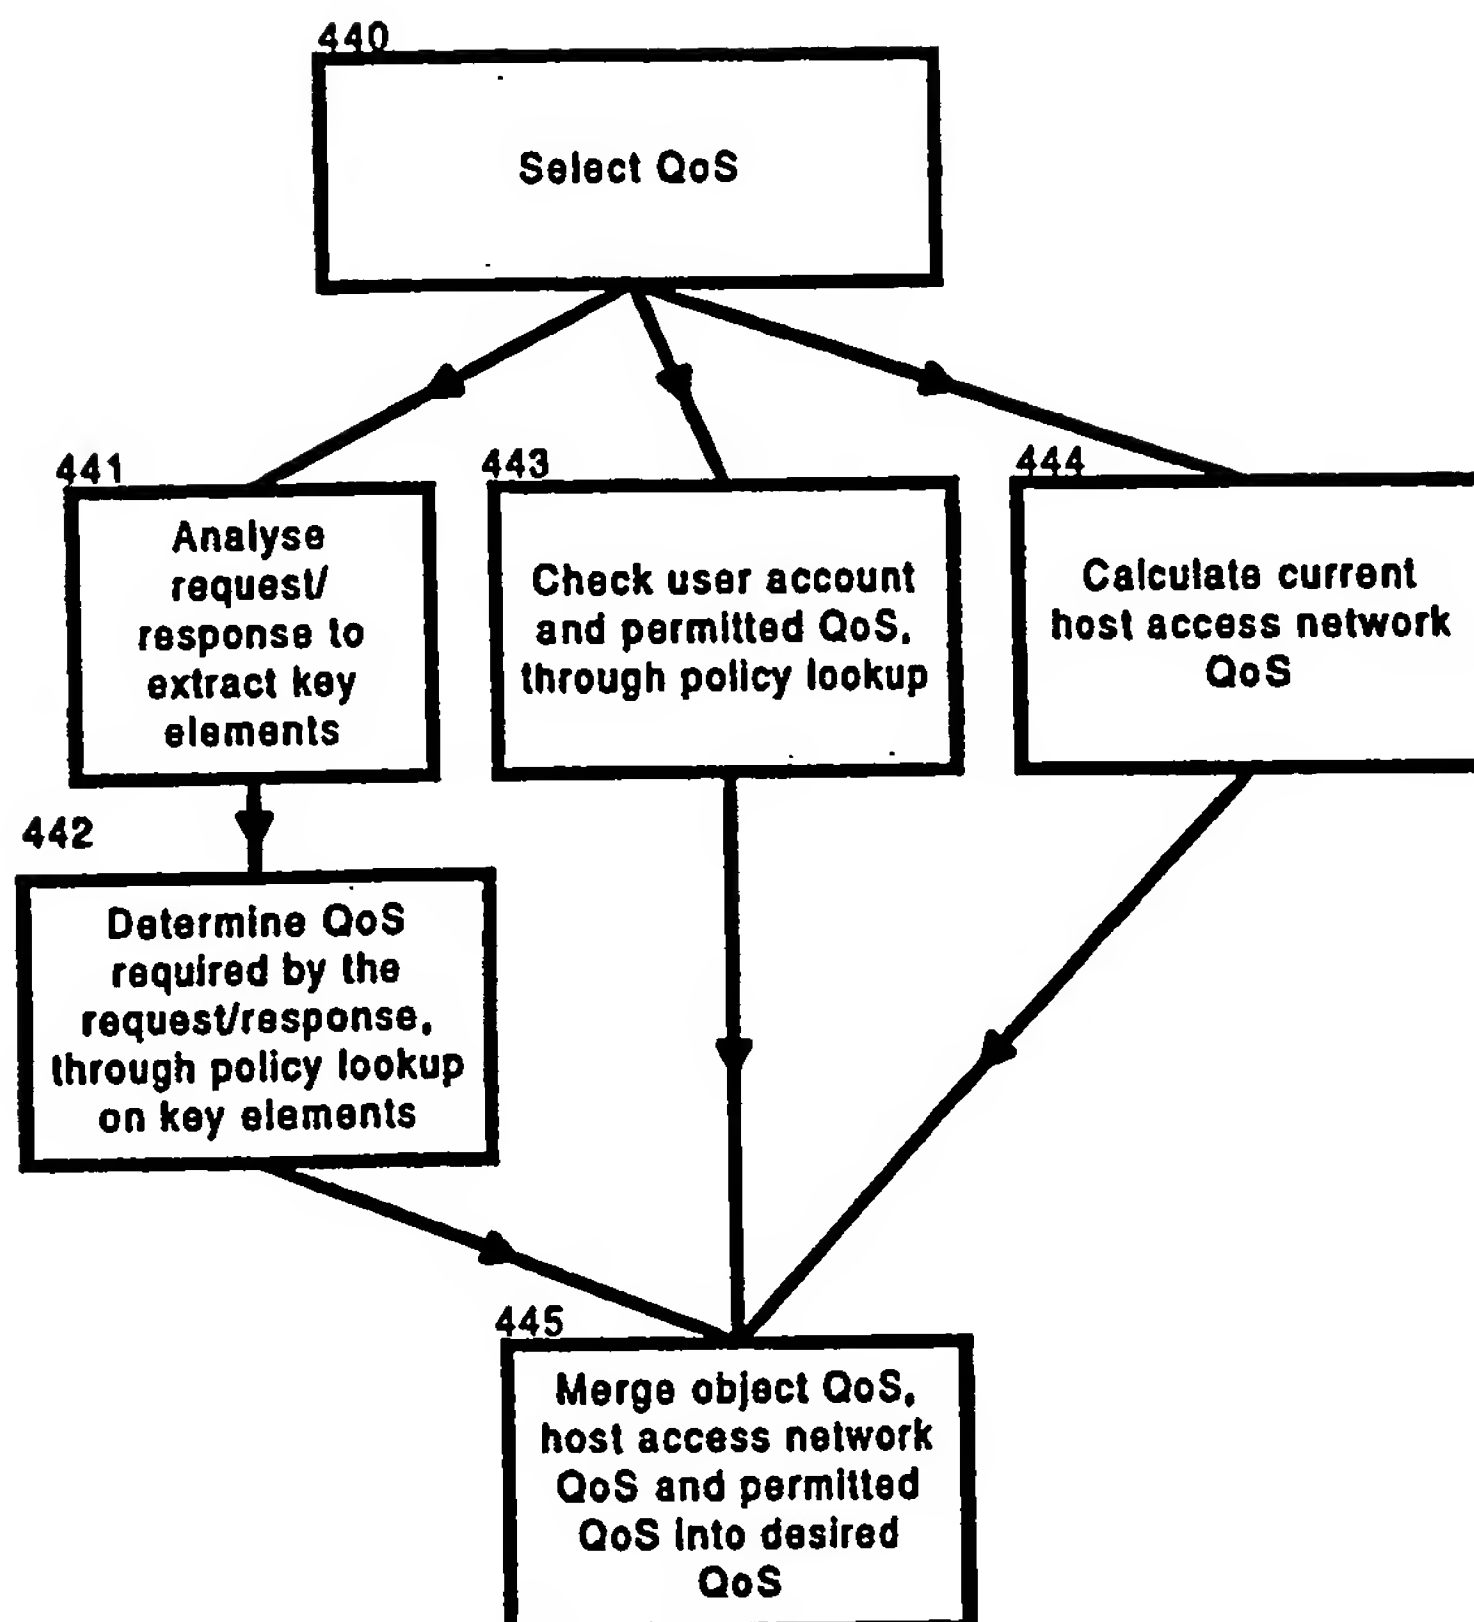 440
Select QoS
441
Analyse
request/
response to
extract key
elements
443
Check user account
and permitted QoS,
through policy lookup
444
Calculate current
host access network
QoS
442
Determine QoS
required by the
request/response,
through policy lookup
on key elements
445
Merge object QoS,
host access network
QoS and permitted
QoS into desired
QoS